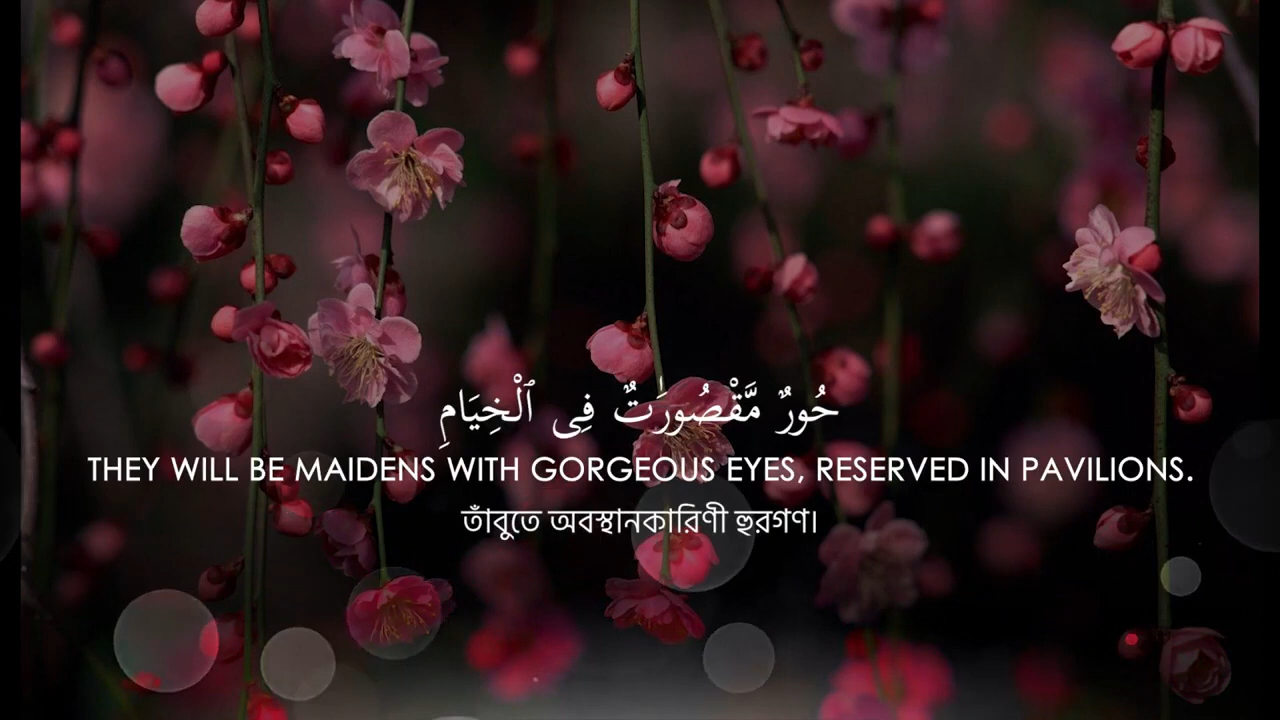 حُورٌ مَّقْصُورَٰتٌ فِى ٱلْخِيَامِ
THEY WILL BE MAIDENS WITH GORGEOUS EYES, RESERVED IN PAVILIONS.
তাঁবুতে অবস্থানকারিণী হুরগণ।